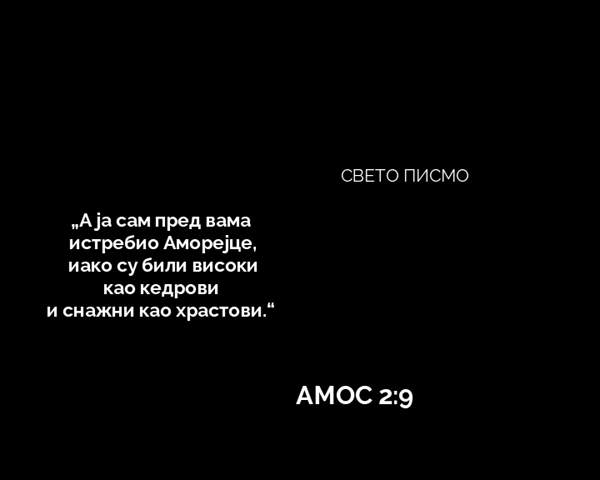 СВЕТО ПИСМО
„А ја сам пред вама
истребио Аморејце,
иако су били високи
као кедрови
и снажни као храстови.“
АМОС 2:9